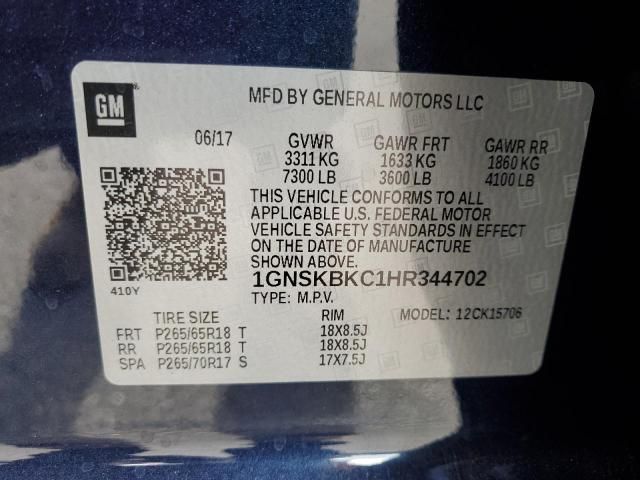 GM
MFD BY GENERAL MOTORS LLC
06/17 GVWR GAWR FRT GAWR RR
3311 KG 1633 KG 1860 KG
7300 LB 3600 LB 4100 LB
THIS VEHICLE CONFORMS TO ALL
APPLICABLE U.S. FEDERAL MOTOR
VEHICLE SAFETY STANDARDS IN EFFECT
ON THE DATE OF MANUFACTURE
SHOWN ABOVE.
410Y 1GNSKBKC1HR344702
TYPE: M.P.V.
TIRE SIZE RIM MODEL: 12CK15706
FRT P265/65R18 T 18X8.5J
RR P265/65R18 T 18X8.5J
SPA P265/70R17 S 17X7.5J